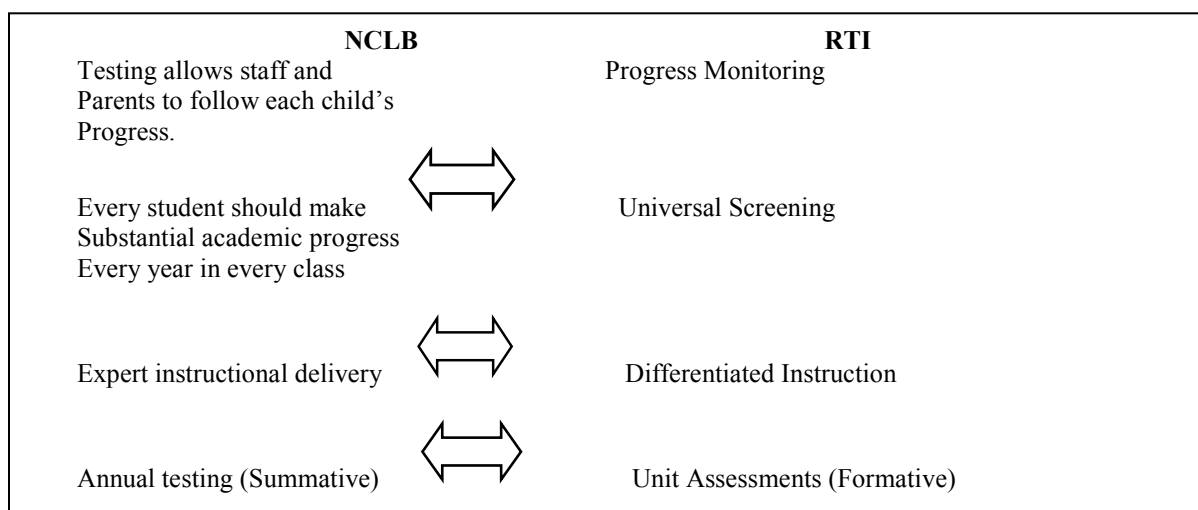 NCLB RTI
Testing allows staff and Progress Monitoring
Parents to follow each child’s
Progress.
Every student should make Universal Screening
Substantial academic progress
Every year in every class
Expert instructional delivery Differentiated Instruction
Annual testing (Summative) Unit Assessments (Formative)